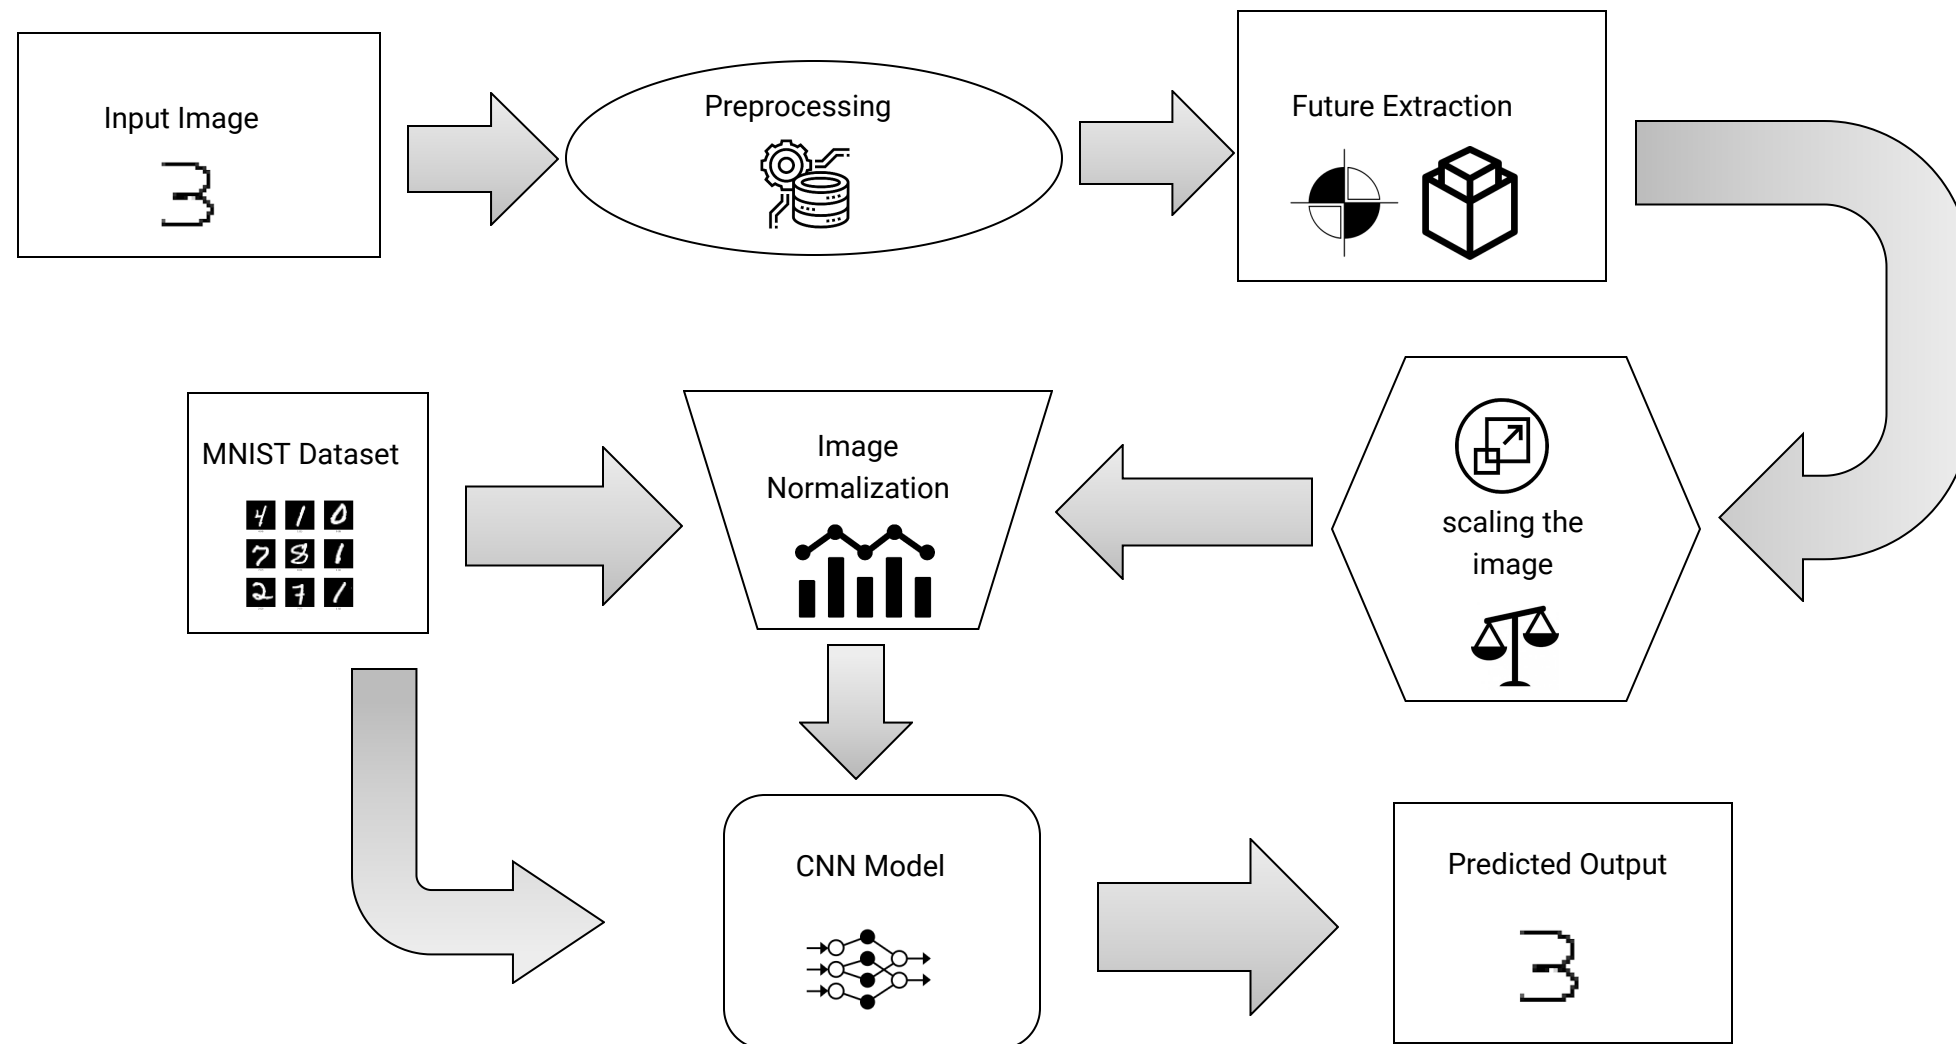 Input Image
3
Preprocessing
Future Extraction
MNIST Dataset
4 1 0
7 8 1
2 7 1
Image
Normalization
scaling the
image
CNN Model
Predicted Output
3